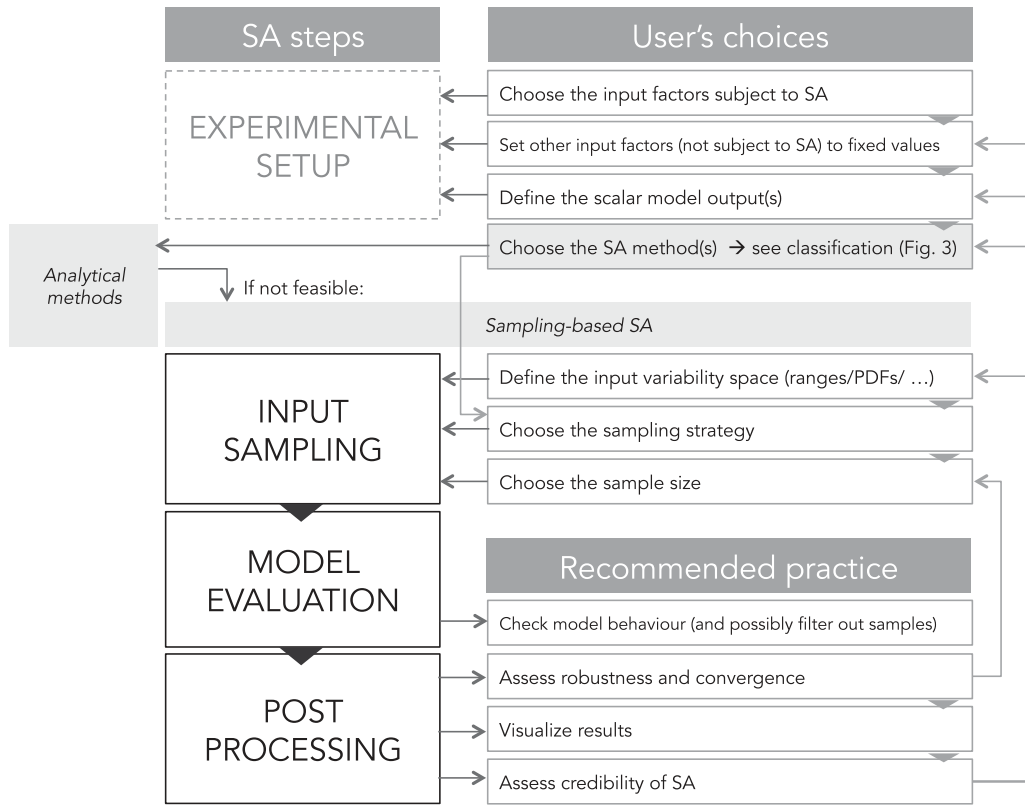 SA steps
User's choices
EXPERIMENTAL
SETUP
Choose the input factors subject to SA
Set other input factors (not subject to SA) to fixed values
Define the scalar model output(s)
Choose the SA method(s) → see classification (Fig. 3)
Analytical
methods
If not feasible:
Sampling-based SA
INPUT
SAMPLING
Define the input variability space (ranges/PDFs/ ...)
Choose the sampling strategy
Choose the sample size
MODEL
EVALUATION
Recommended practice
Check model behaviour (and possibly filter out samples)
POST
PROCESSING
Assess robustness and convergence
Visualize results
Assess credibility of SA